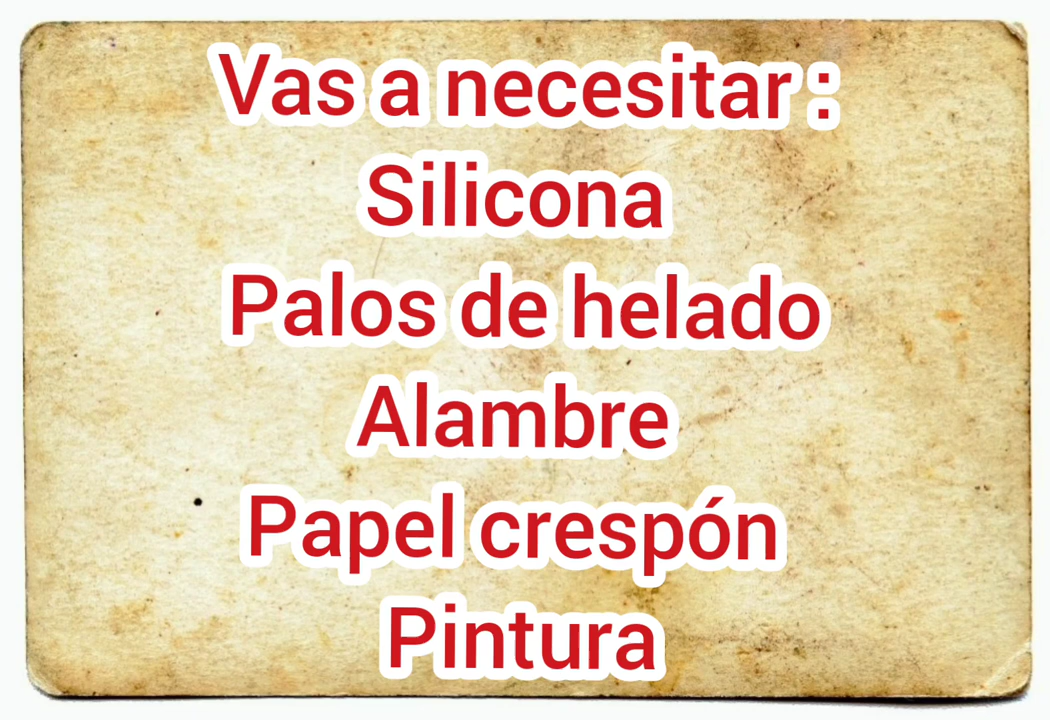 Vas a necesitar :
Silicona
Palos de helado
Alambre
Papel crespón
Pintura